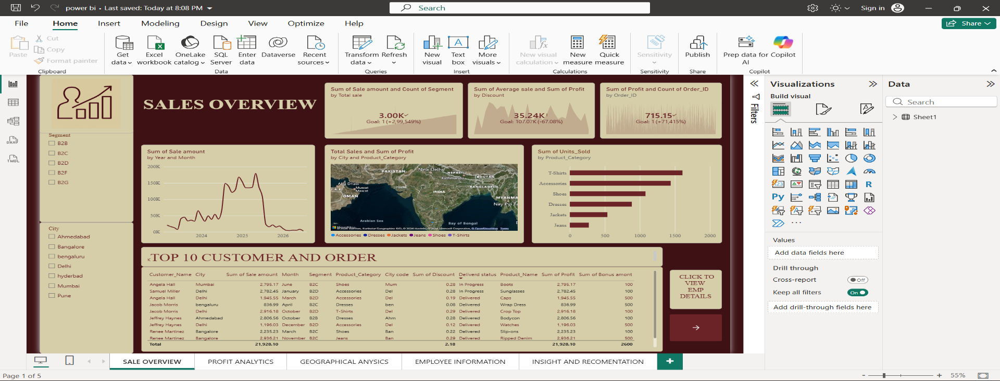 power bi • Last saved: Today at 8:08 PM
Search
Sign in
File Home Insert Modeling Design View Optimize Help
Share
Paste
Cut
Copy
Format painter
Clipboard
Get data
Excel workbook
OneLake catalog
SQL Server
Enter data
Dataverse
Recent sources
Data
Transform data
Refresh
Queries
New visual
Text box
More visuals
Insert
New visual calculation
New measure
Quick measure
Calculations
Sensitivity
Sensitivity
Publish
Share
Prep data for AI
Copilot
Copilot
DAX
TMDL
Segment
B2B
B2C
B2D
B2F
B2G
City
Ahmedabad
Bangalore
bengaluru
Delhi
hyderbad
Mumbai
Pune
SALES OVERVIEW
Sum of Sale amount and Count of Segment
by Total sale
3.00K
Goal: 1 (+2,99,549%)
Sum of Average sale and Sum of Profit
by Discount
35.24K!
Goal: 107.07K (-67.08%)
Sum of Profit and Count of Order_ID
by Order_ID
715.15
Goal: 1 (+71,415%)
Sum of Sale amount
by Year and Month
200K
150K
100K
50K
0K
2024 2025 2026
Total Sales and Sum of Profit
by City and Product_Category
PAKISTAN
New Delhi
NEPAL
Kathmandu
BHUTAN
BANGLADESH
Abu Dhabi
U.A.E.
Muscat
Muscat
OMAN
INDIA
MYANMA
Nay Pyi T
Arabian Sea
Bay of Bengal
Accessories Dresses Jackets Jeans Shoes T-Shirts
Sum of Units_Sold
by Product_Category
T-Shirts
Accessories
Shoes
Dresses
Jackets
Jeans
0 500 1000 1500 2000
TOP 10 CUSTOMER AND ORDER
Customer_Name City Sum of Sale amount Month Segment Product_Category City code Sum of Discount Deliverd status Product_Name Sum of Profit Sum of Bonus amont
Angela Hall Mumbai 2,795.17 June B2C Shoes Mum 0.28 In Progress Boots 2,795.17 100
Samuel Miller Delhi 2,782.45 January B2D Accessories Del 0.28 In Progress Sunglasses 2,782.45 100
Angela Hall Delhi 1,945.55 March B2D Accessories Del 0.19 Delivered Caps 1,945.55 500
Jacob Morris bengaluru 836.99 April B2C Dresses ben 0.08 Delivered Wrap Dress 836.99 500
Jacob Morris Delhi 2,916.18 October B2D T-Shirts Del 0.29 Delivered Crop Top 2,916.18 100
Jeffrey Haynes Ahmedabad 2,806.56 October B2B Dresses Ahm 0.28 Delivered Bodycon 2,806.56 100
Jeffrey Haynes Delhi 1,196.03 December B2D Accessories Del 0.12 Delivered Watches 1,196.03 500
Renee Martinez Bangalore 2,235.23 March B2C Shoes Ban 0.22 Delivered Slip-ons 2,235.23 100
Renee Martinez Bangalore 2,936.21 November B2C Jeans Ban 0.29 Delivered Ripped Denim 2,936.21 500
Total 21,928.10 2.18 21,928.10 2600
CLICK TO
VIEW
EMP
DETAILS
Filters
Visualizations
Build visual
123
R
Py
Values
Add data fields here
Drill through
Cross-report
Off
Keep all filters
On
Add drill-through fields here
Data
Search
Sheet1
SALE OVERVIEW PROFIT ANALYTICS GEOGRAPHICAL ANYSICS EMPLOYEE INFORMATION INSIGHT AND RECOMENTATION
Page 1 of 5
55%